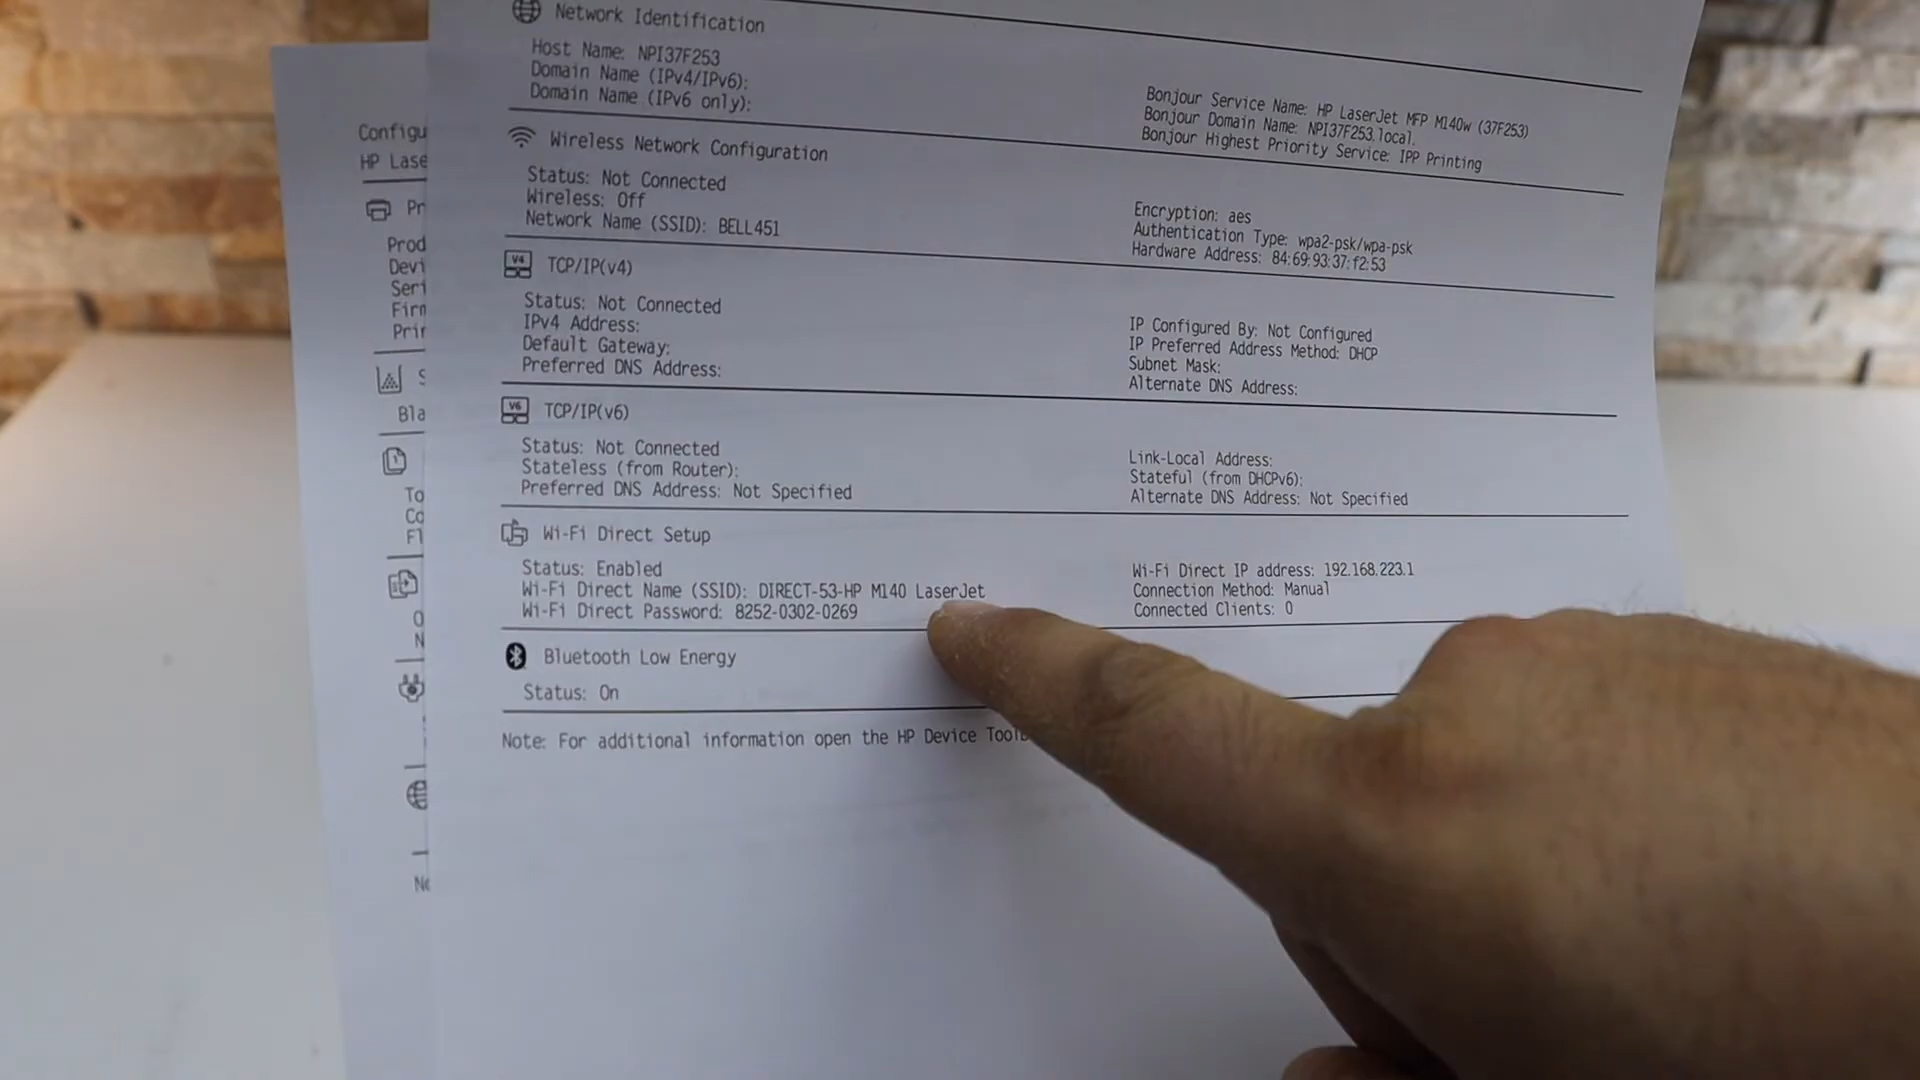 Network Identification
Host Name: NPI37F253
Domain Name (IPv4/IPv6):
Domain Name (IPv6 only):
Bonjour Service Name: HP LaserJet MFP M140w (37F253)
Bonjour Domain Name: NPI37F253.local.
Bonjour Highest Priority Service: IPP Printing
Wireless Network Configuration
Status: Not Connected
Wireless: Off
Network Name (SSID): BELL451
Encryption: aes
Authentication Type: wpa2-psk/wpa-psk
Hardware Address: 84:69:93:37:f2:53
V4 TCP/IP(v4)
Status: Not Connected
IPv4 Address:
Default Gateway:
Preferred DNS Address:
IP Configured By: Not Configured
IP Preferred Address Method: DHCP
Subnet Mask:
Alternate DNS Address:
V6 TCP/IP(v6)
Status: Not Connected
Stateless (from Router):
Preferred DNS Address: Not Specified
Link-Local Address:
Stateful (from DHCPv6):
Alternate DNS Address: Not Specified
Wi-Fi Direct Setup
Status: Enabled
Wi-Fi Direct Name (SSID): DIRECT-53-HP M140 LaserJet
Wi-Fi Direct Password: 8252-0302-0269
Wi-Fi Direct IP address: 192.168.223.1
Connection Method: Manual
Connected Clients: 0
Bluetooth Low Energy
Status: On
Note: For additional information open the HP Device
Configu
HP Lase
Pr
Prod
Devi
Seri
Firm
Prin
S
Bla
To
Co
Fl
O
N